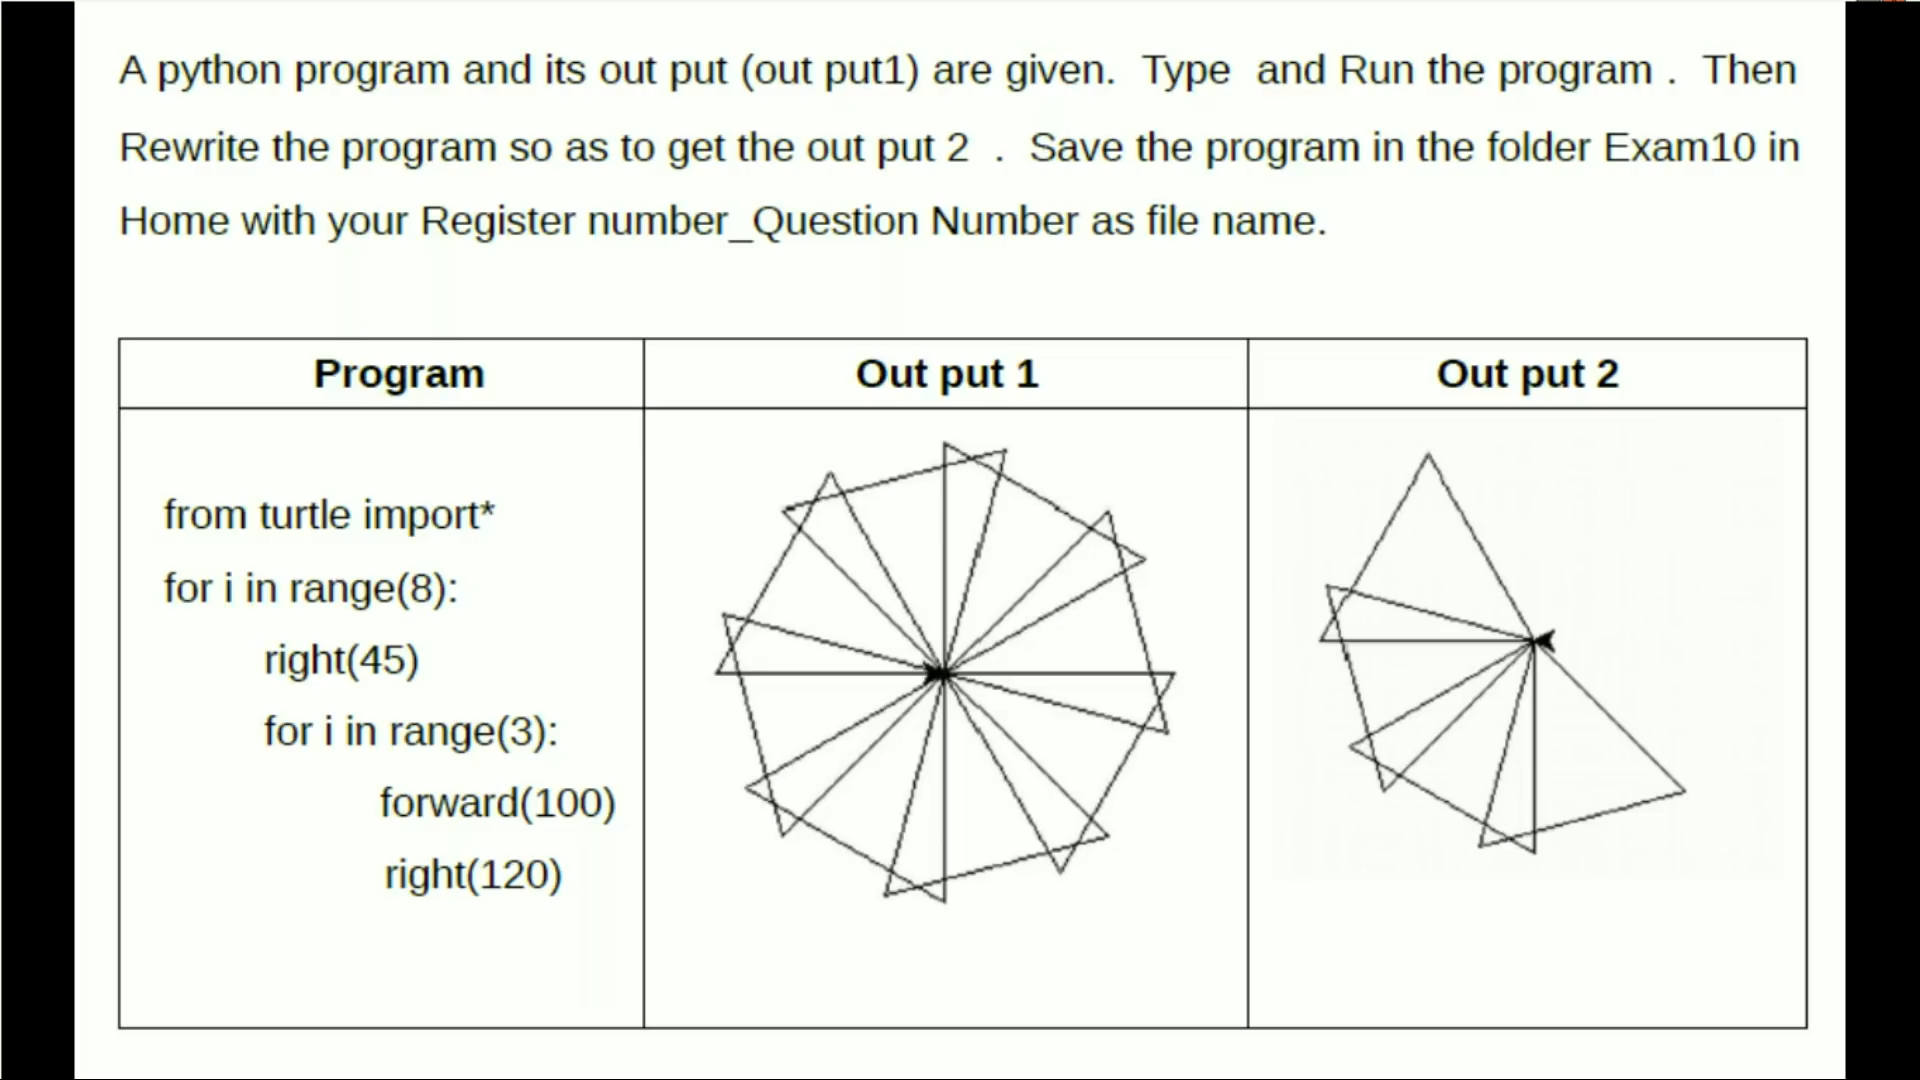 A python program and its out put (out put1) are given.  Type  and Run the program .  Then
Rewrite the program so as to get the out put 2  .  Save the program in the folder Exam10 in
Home with your Register number_Question Number as file name.
Program
Out put 1
Out put 2
from turtle import*
for i in range(8):
right(45)
for i in range(3):
forward(100)
right(120)